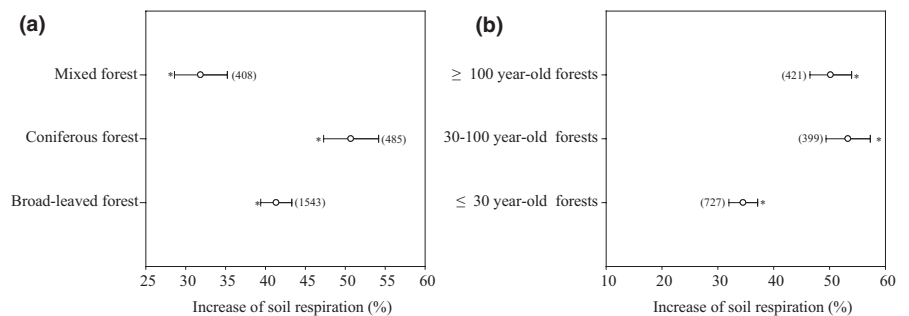 (a)
Mixed forest
* (408)
Coniferous forest
* (485)
Broad-leaved forest
* (1543)
25 30 35 40 45 50 55 60
Increase of soil respiration (%)
(b)
≥ 100 year-old forests
(421) *
30-100 year-old forests
(399) *
≤ 30 year-old forests
(727) *
10 20 30 40 50 60
Increase of soil respiration (%)